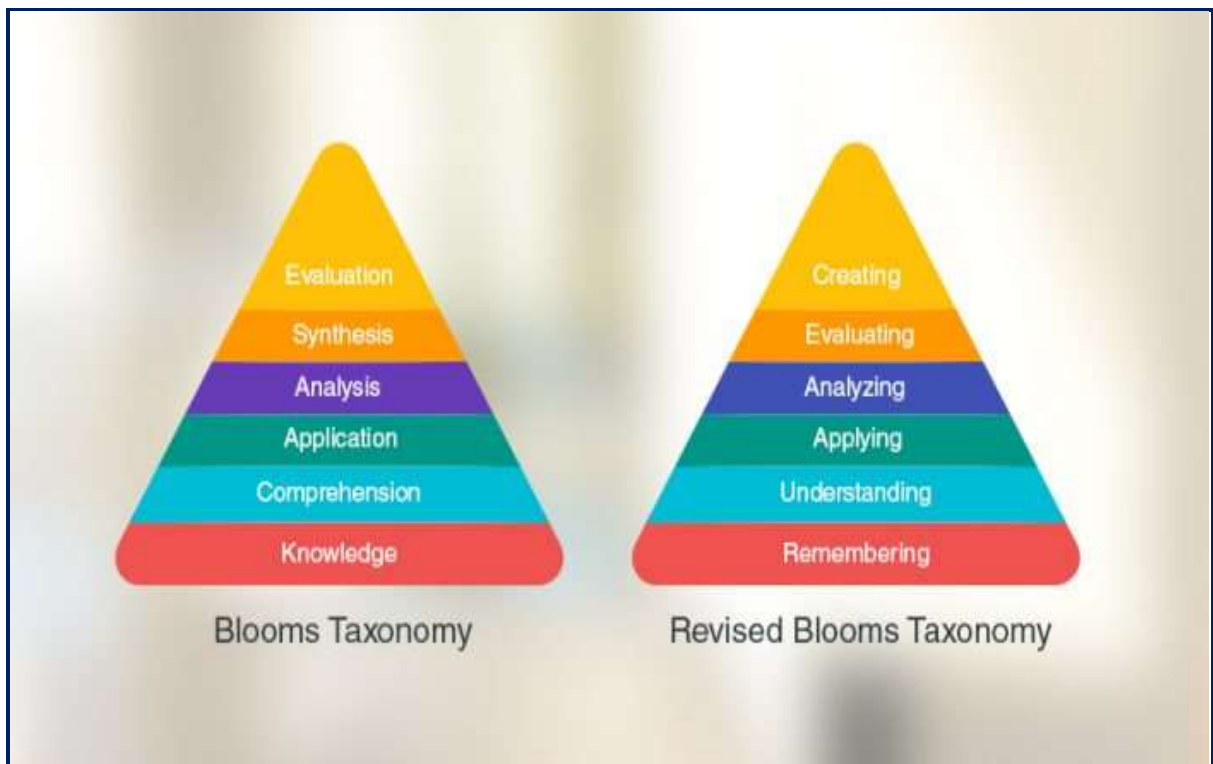 Evaluation
Synthesis
Analysis
Application
Comprehension
Knowledge
Blooms Taxonomy
Creating
Evaluating
Analyzing
Applying
Understanding
Remembering
Revised Blooms Taxonomy